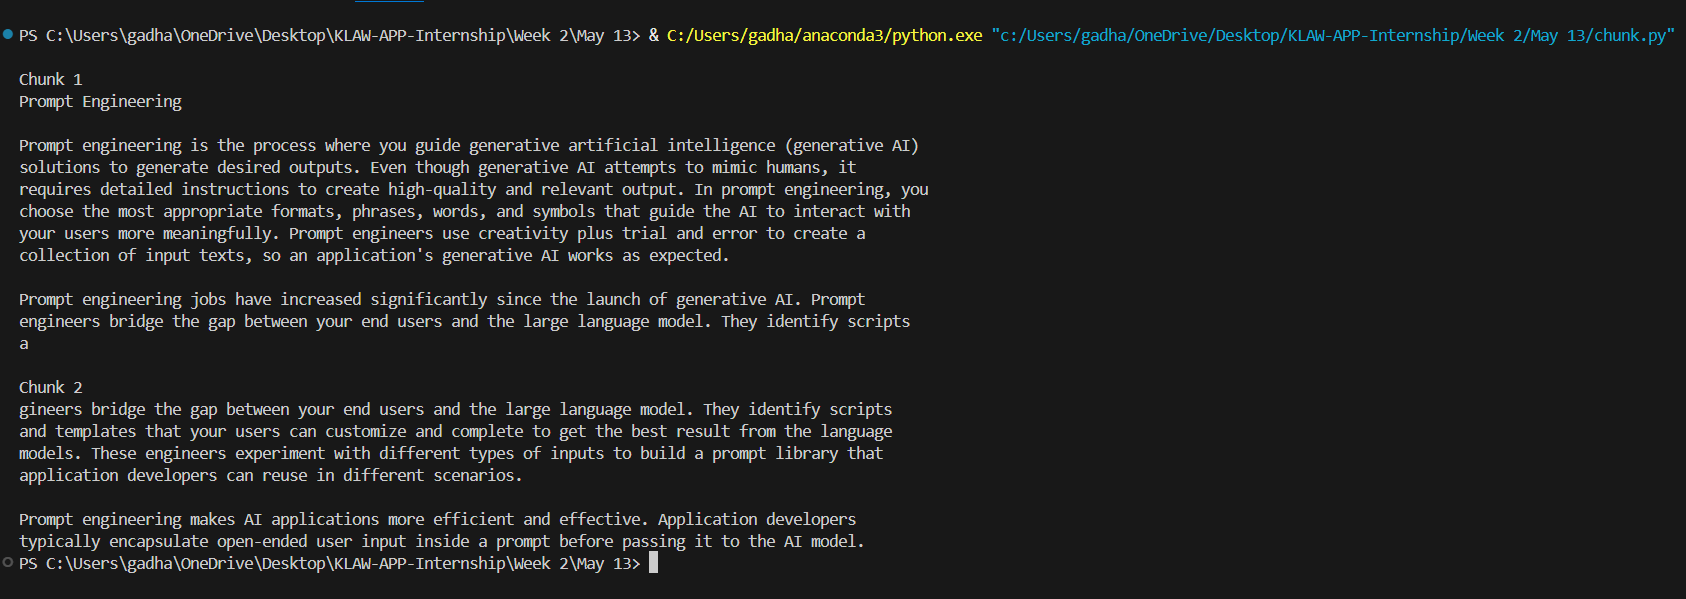 PS C:\Users\gadha\OneDrive\Desktop\KLAW-APP-Internship\Week 2\May 13> & C:/Users/gadha/anaconda3/python.exe "c:/Users/gadha/OneDrive/Desktop/KLAW-APP-Internship/Week 2/May 13/chunk.py"
Chunk 1
Prompt Engineering
Prompt engineering is the process where you guide generative artificial intelligence (generative AI)
solutions to generate desired outputs. Even though generative AI attempts to mimic humans, it
requires detailed instructions to create high-quality and relevant output. In prompt engineering, you
choose the most appropriate formats, phrases, words, and symbols that guide the AI to interact with
your users more meaningfully. Prompt engineers use creativity plus trial and error to create a
collection of input texts, so an application's generative AI works as expected.
Prompt engineering jobs have increased significantly since the launch of generative AI. Prompt
engineers bridge the gap between your end users and the large language model. They identify scripts
a
Chunk 2
gineers bridge the gap between your end users and the large language model. They identify scripts
and templates that your users can customize and complete to get the best result from the language
models. These engineers experiment with different types of inputs to build a prompt library that
application developers can reuse in different scenarios.
Prompt engineering makes AI applications more efficient and effective. Application developers
typically encapsulate open-ended user input inside a prompt before passing it to the AI model.
PS C:\Users\gadha\OneDrive\Desktop\KLAW-APP-Internship\Week 2\May 13>